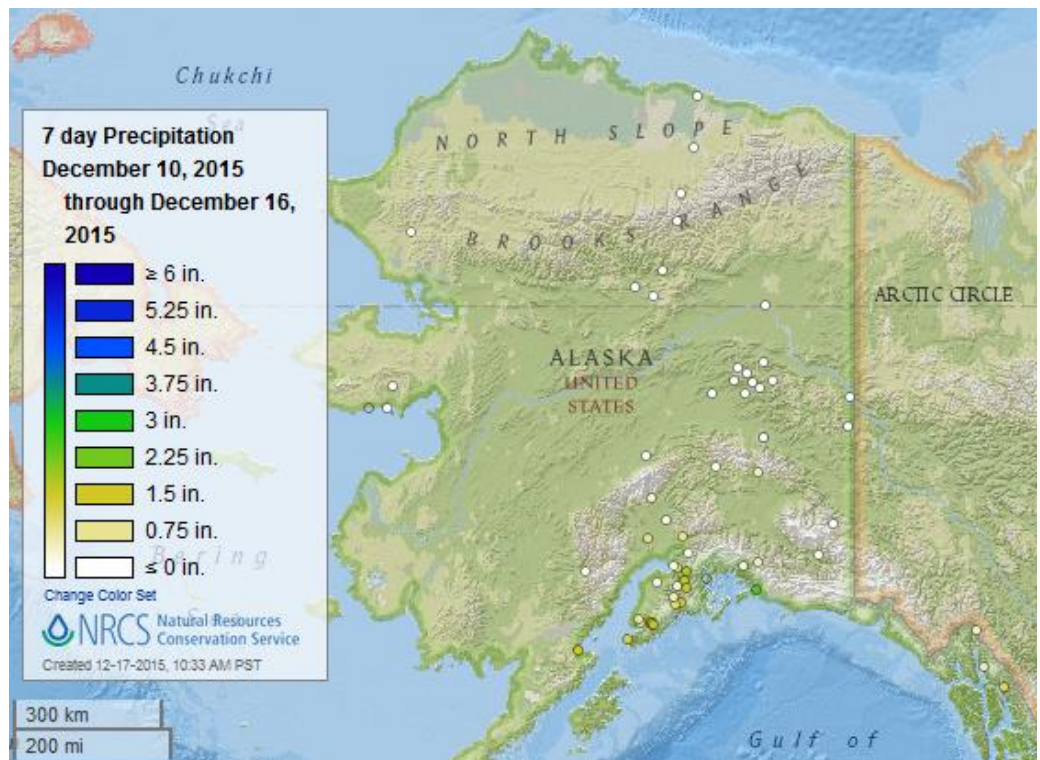 Chukchi
Sea
7 day Precipitation
December 10, 2015
through December 16,
2015
≥ 6 in.
5.25 in.
4.5 in.
3.75 in.
3 in.
2.25 in.
1.5 in.
0.75 in.
≤ 0 in.
Bering
Sea
Change Color Set
NRCS Natural Resources
Conservation Service
Created 12-17-2015, 10:33 AM PST
300 km
200 mi
NORTH SLOPE
BROOKS RANGE
ARCTIC CIRCLE
ALASKA
UNITED
STATES
Gulf of